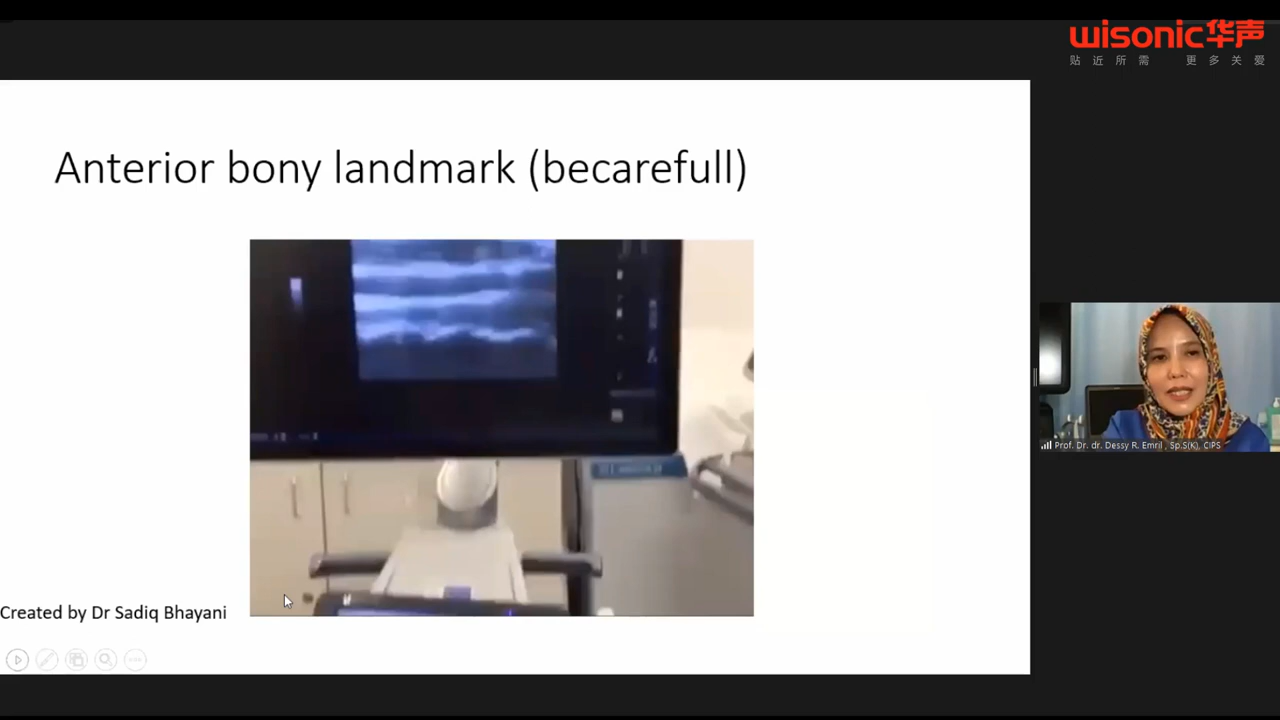 wisonic华声
贴近所需 更多关爱
Anterior bony landmark (becarefull)
Prof. Dr. dr. Dessy R. Emril , Sp.S(K), CIPS
Created by Dr Sadiq Bhayani